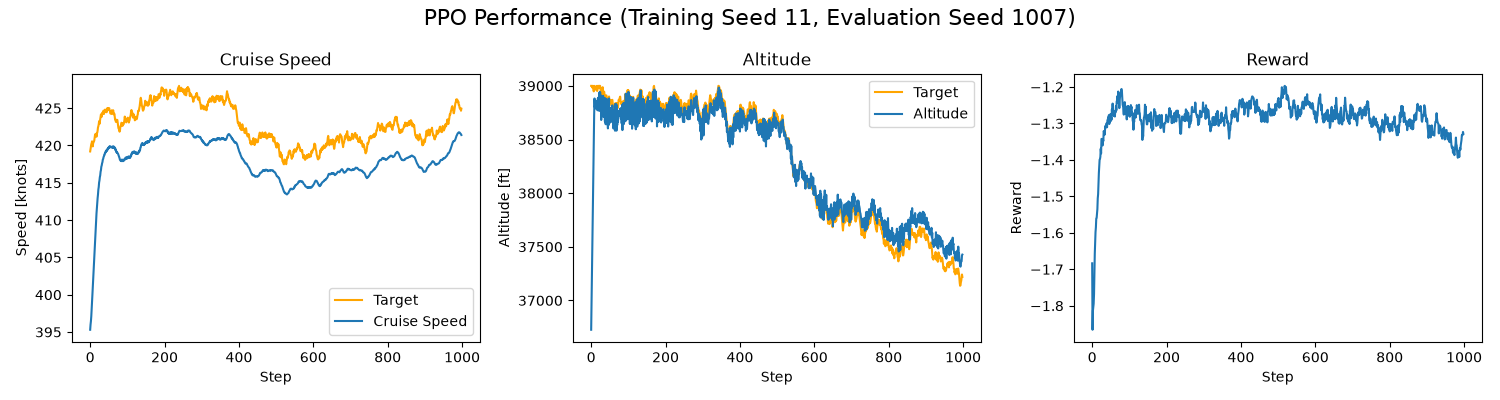 PPO Performance (Training Seed 11, Evaluation Seed 1007)
Cruise Speed
Speed [knots]
425
420
415
410
405
400
395
0
200
400
600
800
1000
Step
Target
Cruise Speed
Altitude
Altitude [ft]
39000
38500
38000
37500
37000
0
200
400
600
800
1000
Step
Target
Altitude
Reward
Reward
−1.2
−1.3
−1.4
−1.5
−1.6
−1.7
−1.8
0
200
400
600
800
1000
Step